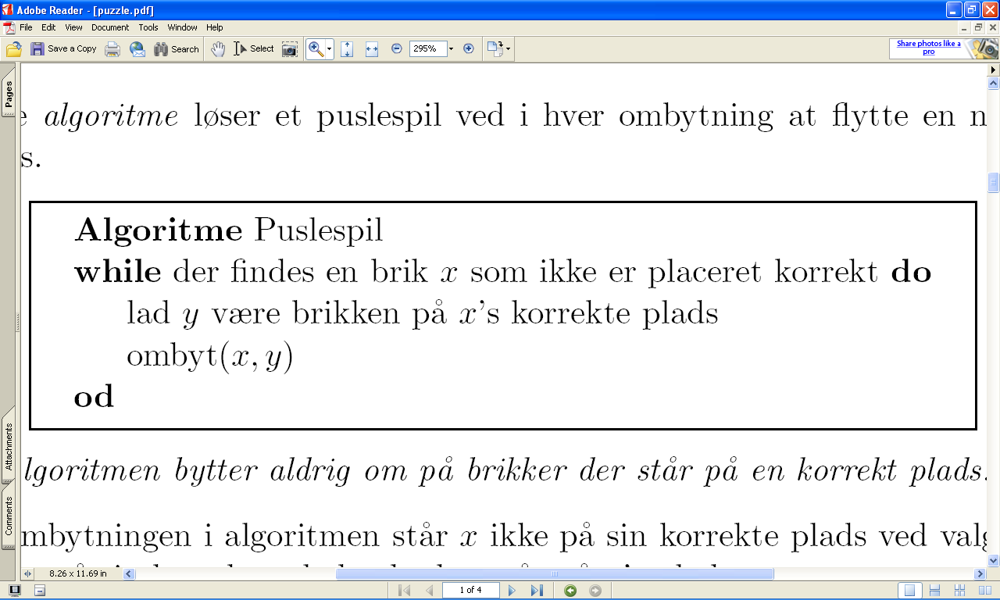 Adobe Reader - [puzzle.pdf]
File Edit View Document Tools Window Help
Save a Copy Search Select 295% Share photos like a pro
Pages
e algoritme løser et puslespil ved i hver ombytning at flytte en n
s.
Algoritme Puslespil
while der findes en brik x som ikke er placeret korrekt do
lad y være brikken på x's korrekte plads
ombyt(x, y)
od
lgoritmen bytter aldrig om på brikker der står på en korrekt plads.
mbytningen i algoritmen står x ikke på sin korrekte plads ved valg
Attachments
Comments
8.26 x 11.69 in
1 of 4